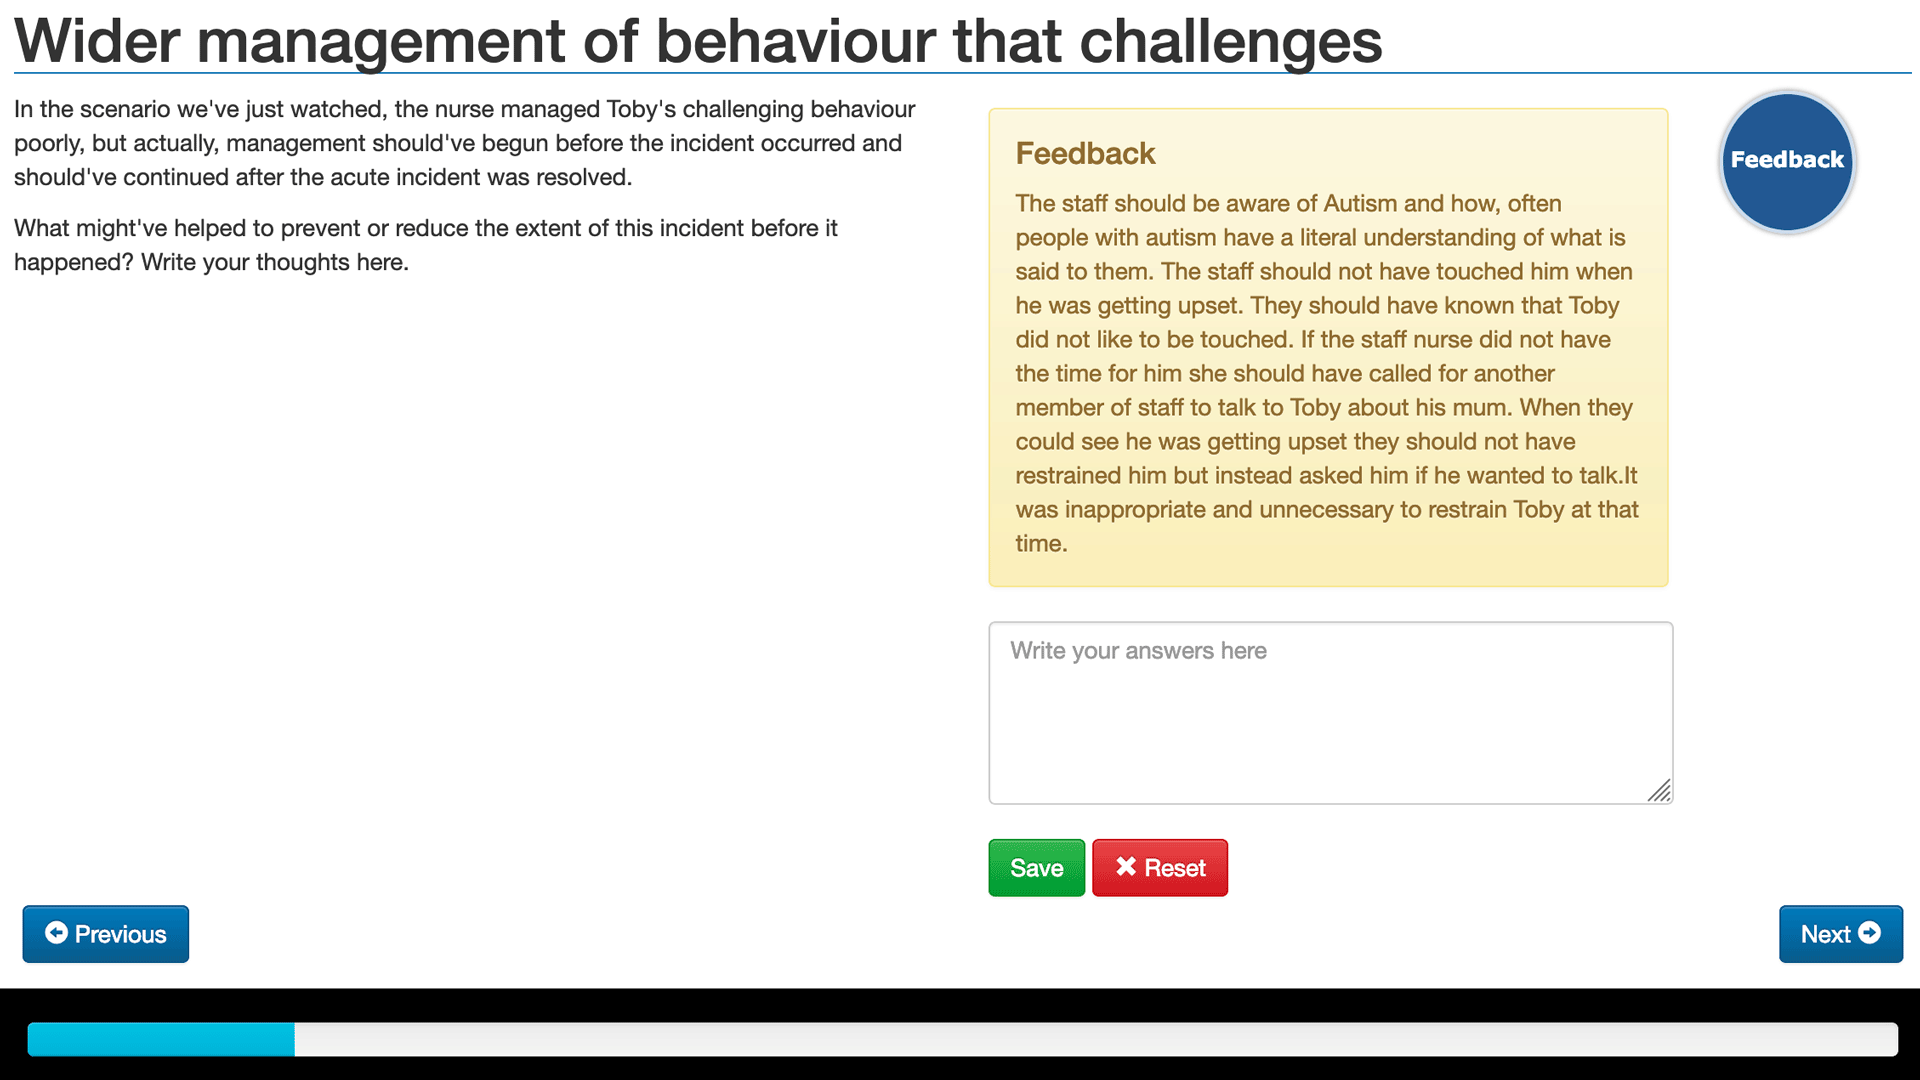 Wider management of behaviour that challenges
In the scenario we've just watched, the nurse managed Toby's challenging behaviour
poorly, but actually, management should've begun before the incident occurred and
should've continued after the acute incident was resolved.
What might've helped to prevent or reduce the extent of this incident before it
happened? Write your thoughts here.
Feedback
The staff should be aware of Autism and how, often
people with autism have a literal understanding of what is
said to them. The staff should not have touched him when
he was getting upset. They should have known that Toby
did not like to be touched. If the staff nurse did not have
the time for him she should have called for another
member of staff to talk to Toby about his mum. When they
could see he was getting upset they should not have
restrained him but instead asked him if he wanted to talk.It
was inappropriate and unnecessary to restrain Toby at that
time.
Feedback
Write your answers here
Save
Reset
Previous
Next